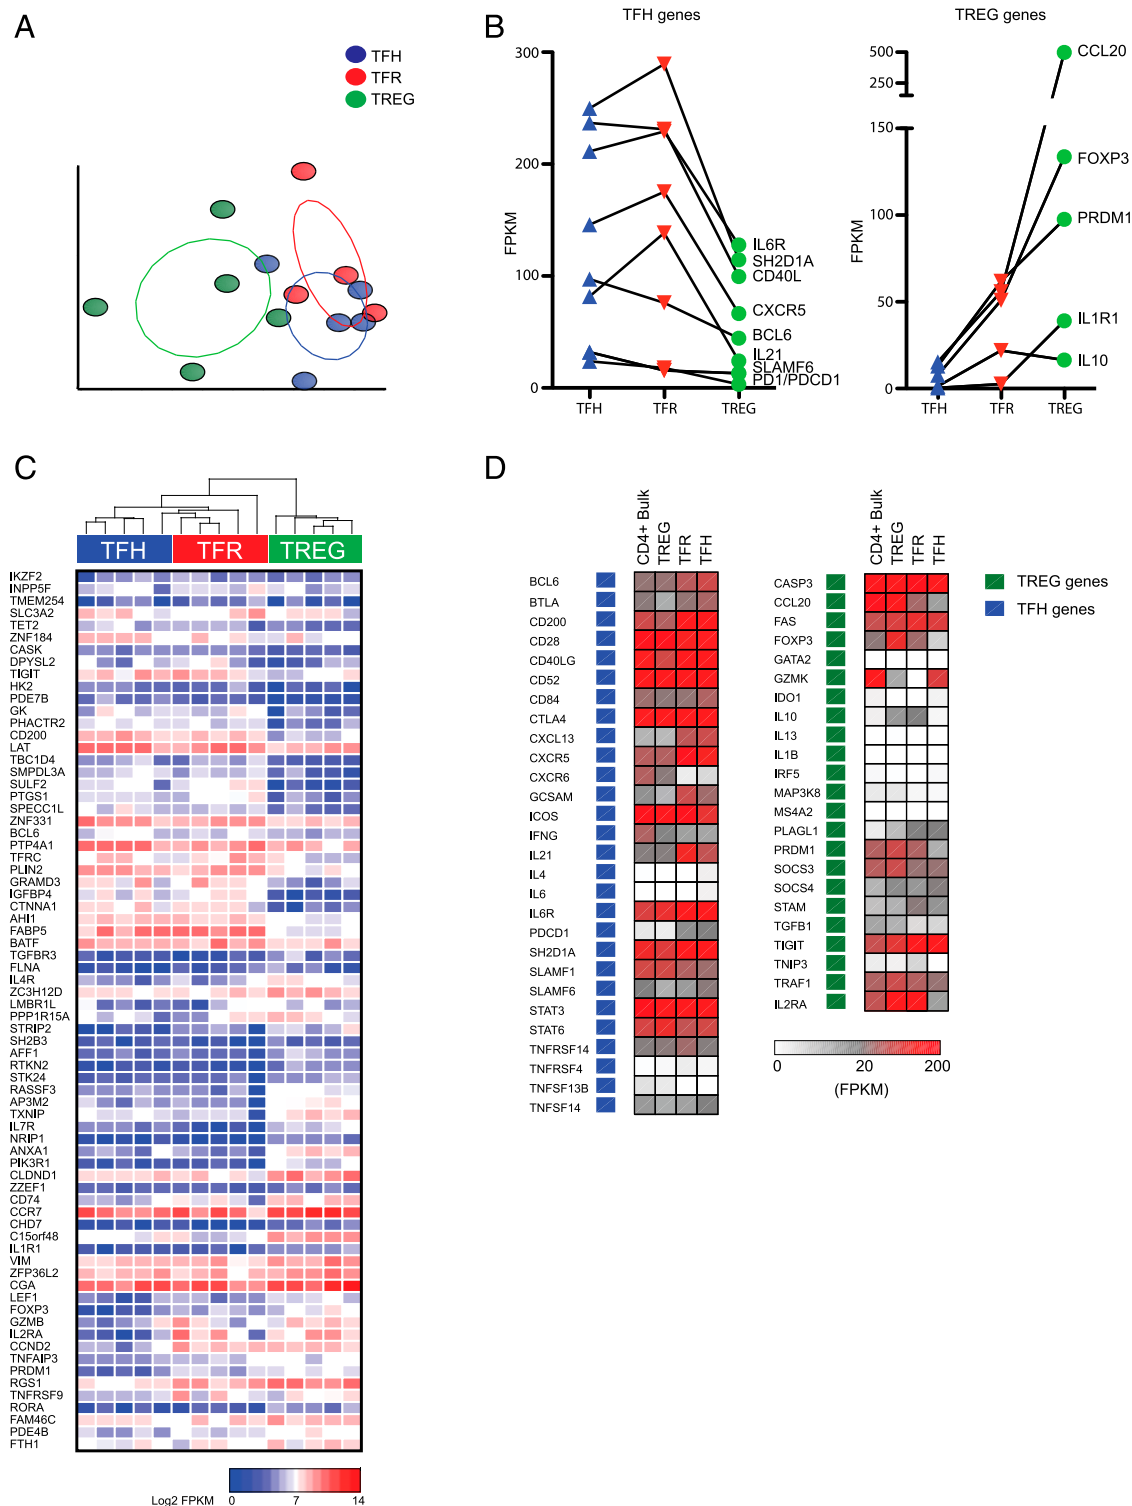 A
TFH
TFR
TREG
B
TFH genes
FPKM
300
200
100
0
TFH
TFR
TREG
IL6R
SH2D1A
CD40L
CXCR5
BCL6
IL21
SLAMF6
PD1/PDCD1
TREG genes
FPKM
500
250
150
100
50
0
TFH
TFR
TREG
CCL20
FOXP3
PRDM1
IL1R1
IL10
C
TFH
TFR
TREG
IKZF2
INPP5F
TMEM254
SLC3A2
TET2
ZNF184
CASK
DPYSL2
TIGIT
HK2
PDE7B
GK
PHACTR2
CD200
LAT
TBC1D4
SMPDL3A
SULF2
PTGS1
SPECC1L
ZNF331
BCL6
PTP4A1
TFRC
PLIN2
GRAMD3
IGFBP4
CTNNA1
AHI1
FABP5
BATF
TGFBR3
FLNA
IL4R
ZC3H12D
LMBR1L
PPP1R15A
STRIP2
SH2B3
AFF1
RTKN2
STK24
RASSF3
AP3M2
TXNIP
IL7R
NRIP1
ANXA1
PIK3R1
CLDND1
ZZEF1
CD74
CCR7
CHD7
C15orf48
IL1R1
VIM
ZFP36L2
CGA
LEF1
FOXP3
GZMB
IL2RA
CCND2
TNFAIP3
PRDM1
RGS1
TNFRSF9
RORA
FAM46C
PDE4B
FTH1
Log2 FPKM
0
7
14
D
CD4+ Bulk
TREG
TFR
TFH
BCL6
BTLA
CD200
CD28
CD40LG
CD52
CD84
CTLA4
CXCL13
CXCR5
CXCR6
GCSAM
ICOS
IFNG
IL21
IL4
IL6
IL6R
PDCD1
SH2D1A
SLAMF1
SLAMF6
STAT3
STAT6
TNFRSF14
TNFRSF4
TNFSF13B
TNFSF14
CD4+ Bulk
TREG
TFR
TFH
CASP3
CCL20
FAS
FOXP3
GATA2
GZMK
IDO1
IL10
IL13
IL1B
IRF5
MAP3K8
MS4A2
PLAGL1
PRDM1
SOCS3
SOCS4
STAM
TGFB1
TIGIT
TNIP3
TRAF1
IL2RA
0
20
200
(FPKM)
TREG genes
TFH genes